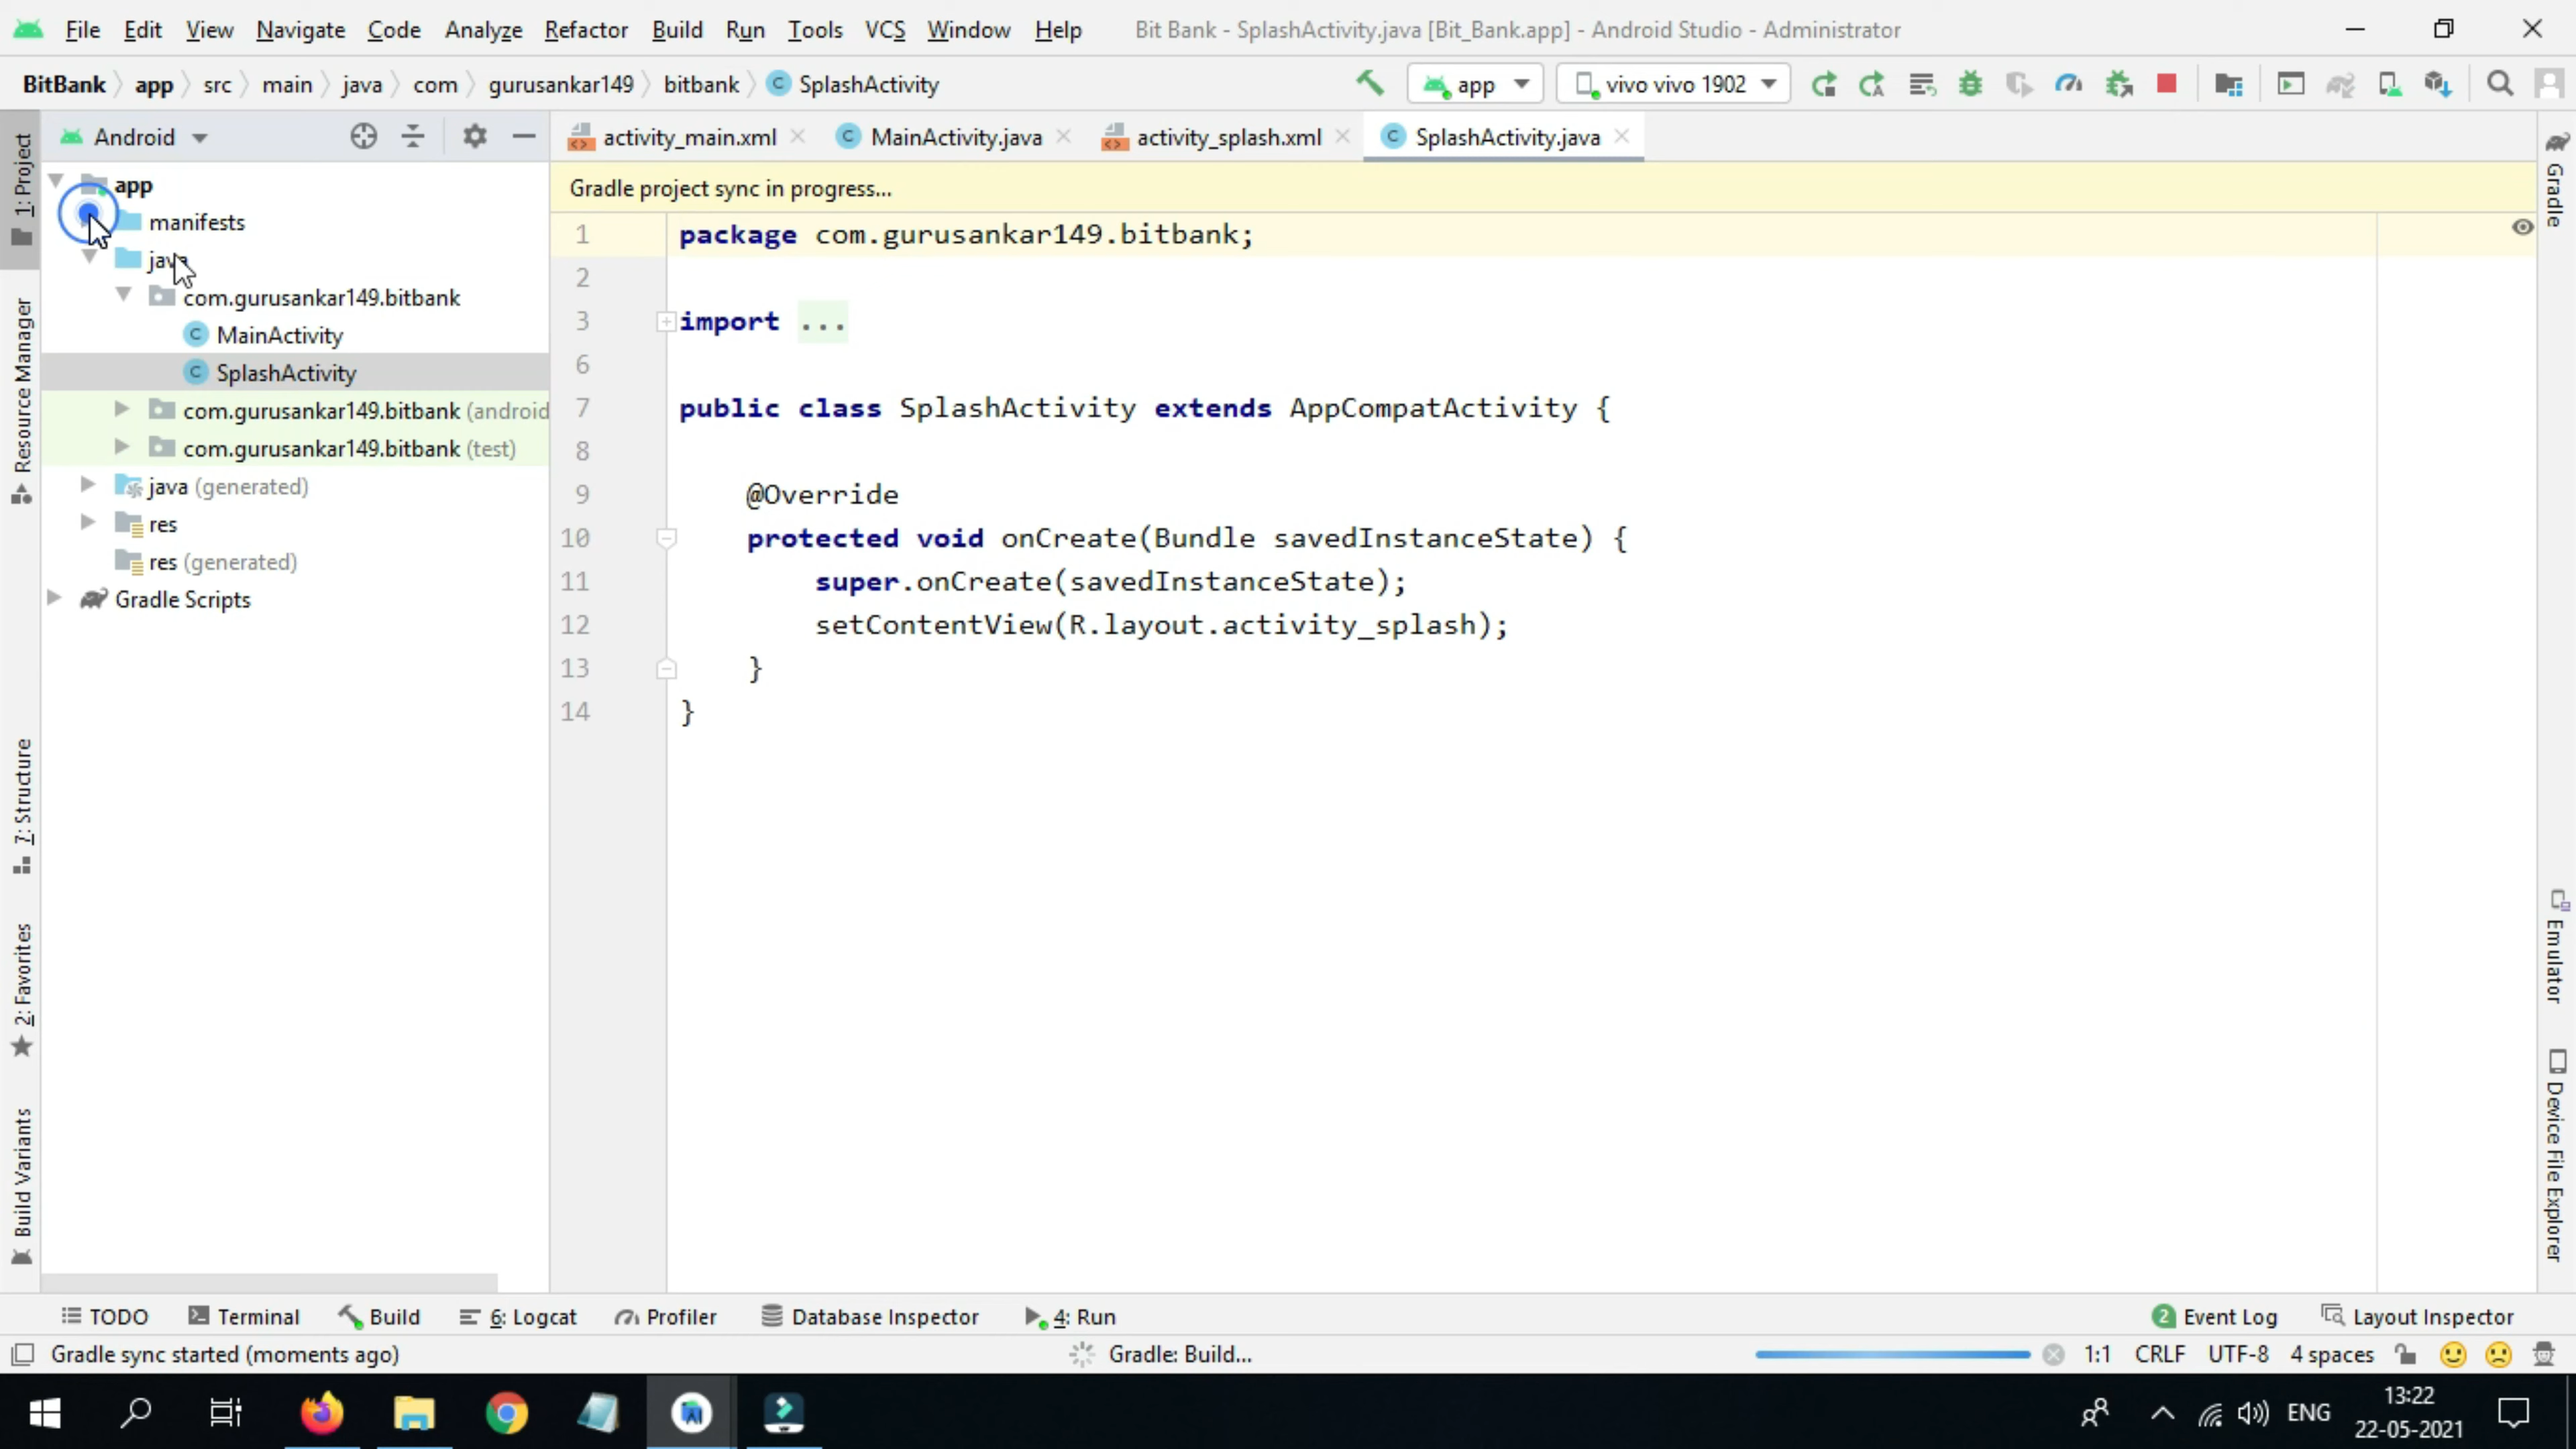 File Edit View Navigate Code Analyze Refactor Build Run Tools VCS Window Help Bit Bank - SplashActivity.java [Bit_Bank.app] - Android Studio - Administrator
BitBank app src main java com gurusankar149 bitbank SplashActivity app vivo vivo 1902
Android
activity_main.xml MainActivity.java activity_splash.xml SplashActivity.java
1: Project
Resource Manager
7: Structure
2: Favorites
Build Variants
app
manifests
java
com.gurusankar149.bitbank
MainActivity
SplashActivity
com.gurusankar149.bitbank (android
com.gurusankar149.bitbank (test)
java (generated)
res
res (generated)
Gradle Scripts
Gradle project sync in progress...
1 package com.gurusankar149.bitbank;
2
3 import ...
6
7 public class SplashActivity extends AppCompatActivity {
8
9 @Override
10 protected void onCreate(Bundle savedInstanceState) {
11 super.onCreate(savedInstanceState);
12 setContentView(R.layout.activity_splash);
13 }
14 }
Gradle
Emulator
Device File Explorer
TODO Terminal Build 6: Logcat Profiler Database Inspector 4: Run 2 Event Log Layout Inspector
Gradle sync started (moments ago) Gradle: Build... 1:1 CRLF UTF-8 4 spaces
ENG 13:22
22-05-2021